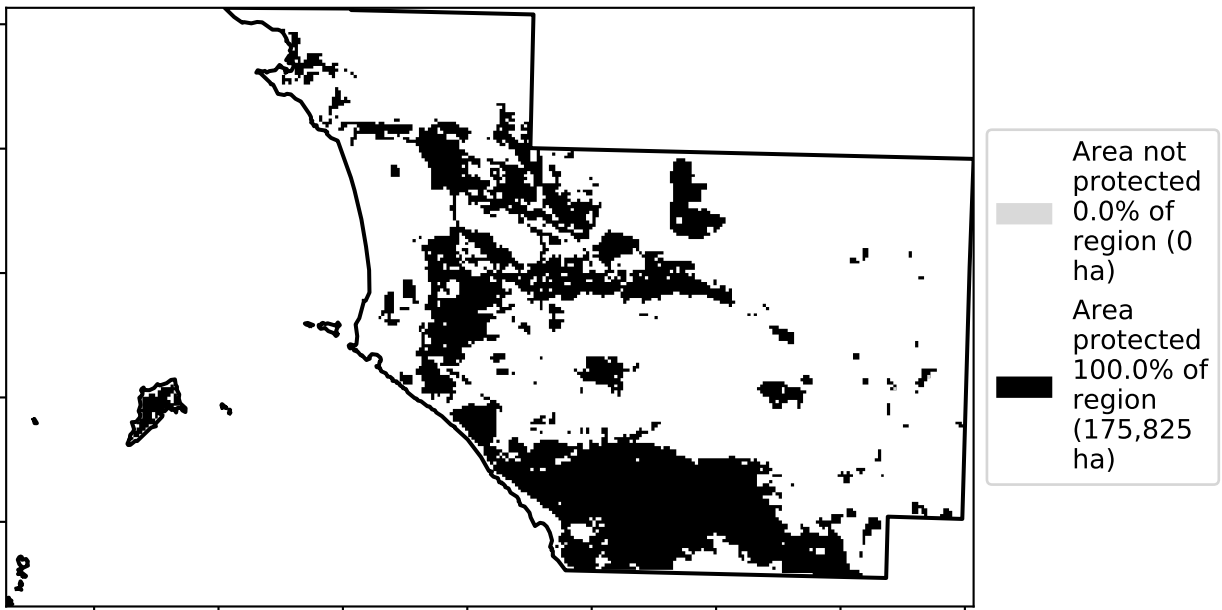 Area not
protected
0.0% of
region (0
ha)
Area
protected
100.0% of
region
(175,825
ha)